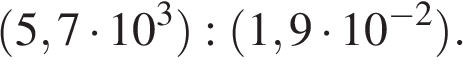 (5,7 · 10³) : (1,9 · 10⁻²).